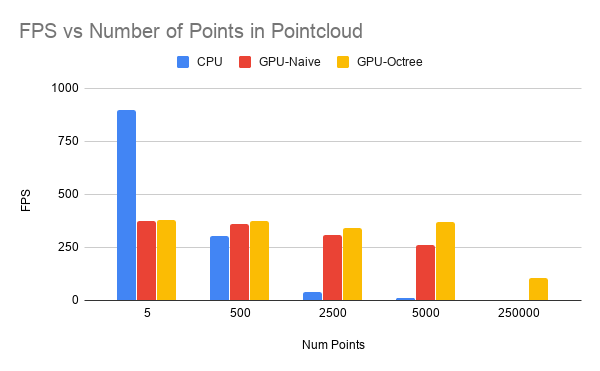 FPS vs Number of Points in Pointcloud
CPU GPU-Naive GPU-Octree
1000
750
500
250
0
FPS
5 500 2500 5000 250000
Num Points